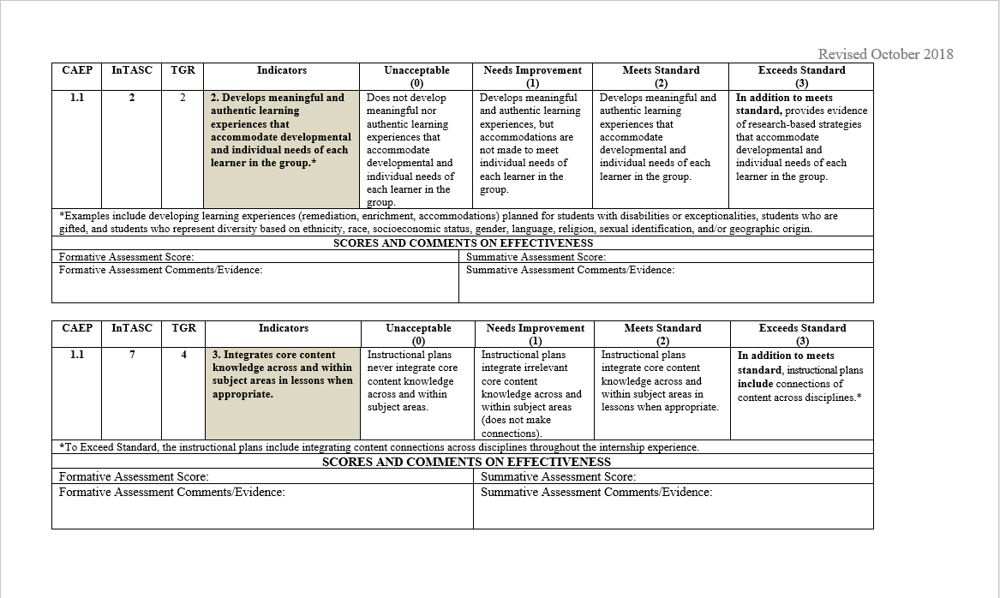 Revised October 2018
CAEP InTASC TGR Indicators Unacceptable Needs Improvement Meets Standard Exceeds Standard
(0) (1) (2) (3)
1.1 2 2
2. Develops meaningful and
authentic learning
experiences that
accommodate developmental
and individual needs of each
learner in the group.*
Does not develop
meaningful nor
authentic learning
experiences that
accommodate
developmental and
individual needs of
each learner in the
group.
Develops meaningful
and authentic learning
experiences, but
accommodations are
not made to meet
individual needs of
each learner in the
group.
Develops meaningful and
authentic learning
experiences that
accommodate
developmental and
individual needs of each
learner in the group.
In addition to meets
standard, provides evidence
of research-based strategies
that accommodate
developmental and
individual needs of each
learner in the group.
*Examples include developing learning experiences (remediation, enrichment, accommodations) planned for students with disabilities or exceptionalities, students who are
gifted, and students who represent diversity based on ethnicity, race, socioeconomic status, gender, language, religion, sexual identification, and/or geographic origin.
SCORES AND COMMENTS ON EFFECTIVENESS
Formative Assessment Score: Summative Assessment Score:
Formative Assessment Comments/Evidence: Summative Assessment Comments/Evidence:
CAEP InTASC TGR Indicators Unacceptable Needs Improvement Meets Standard Exceeds Standard
(0) (1) (2) (3)
1.1 7 4
3. Integrates core content
knowledge across and within
subject areas in lessons when
appropriate.
Instructional plans
never integrate core
content knowledge
across and within
subject areas.
Instructional plans
integrate irrelevant
core content
knowledge across and
within subject areas
(does not make
connections).
Instructional plans
integrate core content
knowledge across and
within subject areas in
lessons when appropriate.
In addition to meets
standard, instructional plans
include connections of
content across disciplines.*
*To Exceed Standard, the instructional plans include integrating content connections across disciplines throughout the internship experience.
SCORES AND COMMENTS ON EFFECTIVENESS
Formative Assessment Score: Summative Assessment Score:
Formative Assessment Comments/Evidence: Summative Assessment Comments/Evidence: